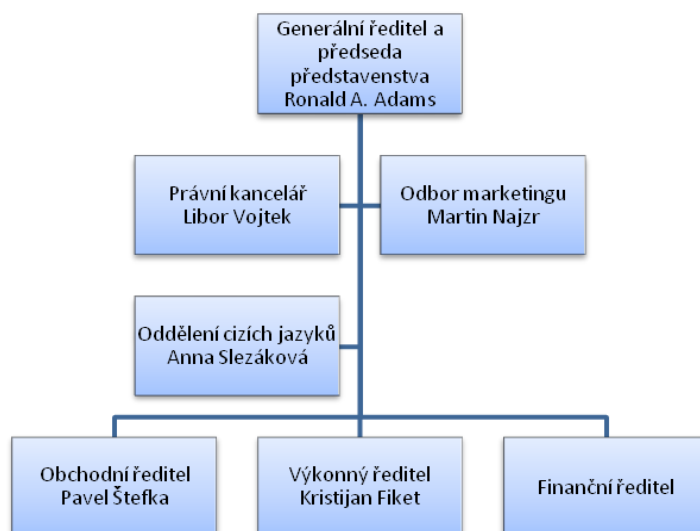 Generální ředitel a
předseda
představenstva
Ronald A. Adams
Právní kancelář
Libor Vojtek
Odbor marketingu
Martin Najzr
Oddělení cizích jazyků
Anna Slezáková
Obchodní ředitel
Pavel Štefka
Výkonný ředitel
Kristijan Fiket
Finanční ředitel